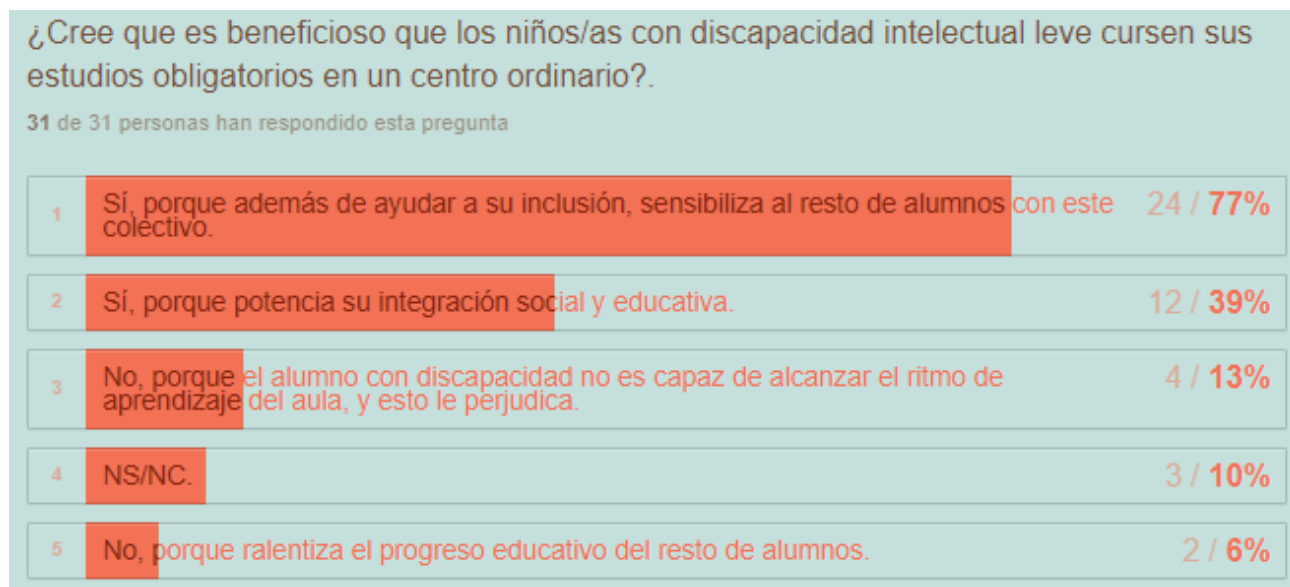 ¿Cree que es beneficioso que los niños/as con discapacidad intelectual leve cursen sus
estudios obligatorios en un centro ordinario?.
31 de 31 personas han respondido esta pregunta
1 Sí, porque además de ayudar a su inclusión, sensibiliza al resto de alumnos con este 24 / 77%
colectivo.
2 Sí, porque potencia su integración social y educativa. 12 / 39%
3 No, porque el alumno con discapacidad no es capaz de alcanzar el ritmo de 4 / 13%
aprendizaje del aula, y esto le perjudica.
4 NS/NC. 3 / 10%
5 No, porque ralentiza el progreso educativo del resto de alumnos. 2 / 6%